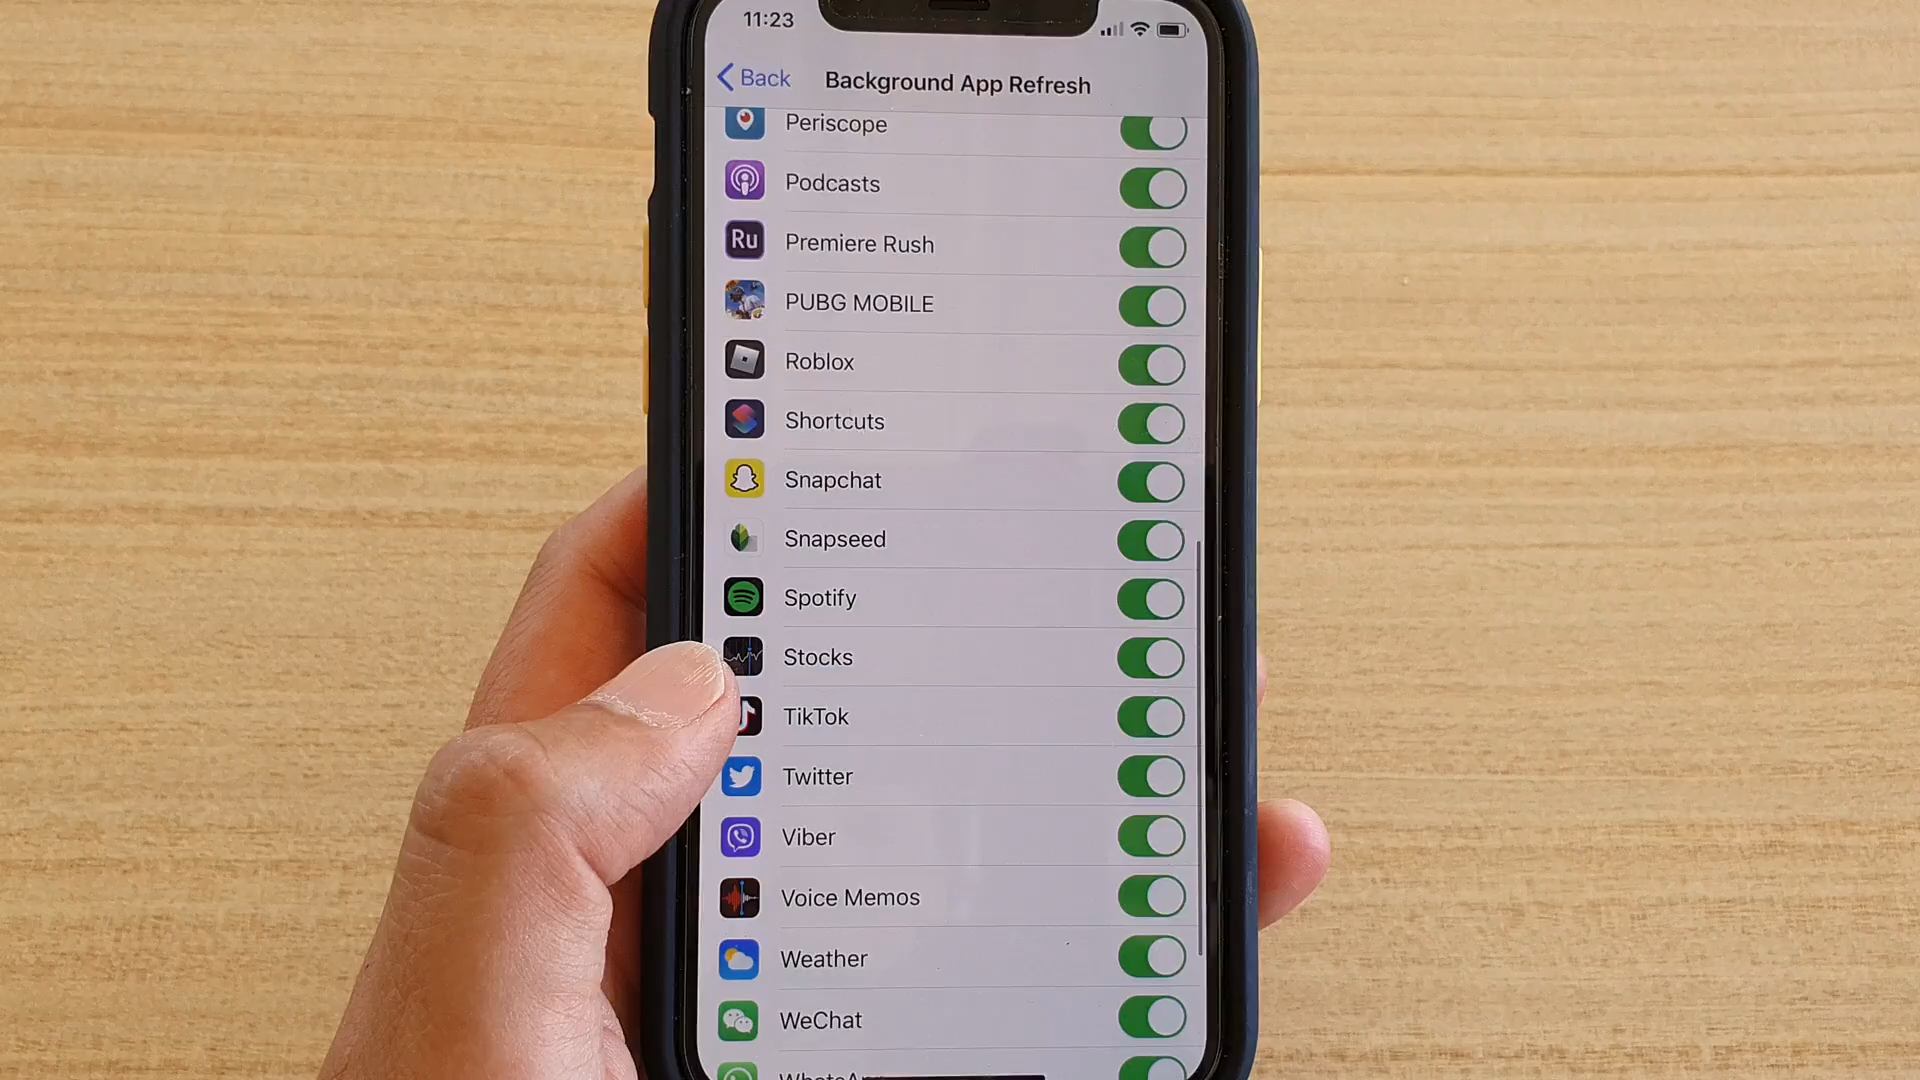 11:23
Back
Background App Refresh
Periscope
Podcasts
Ru
Premiere Rush
PUBG MOBILE
Roblox
Shortcuts
Snapchat
Snapseed
Spotify
Stocks
TikTok
Twitter
Viber
Voice Memos
Weather
WeChat